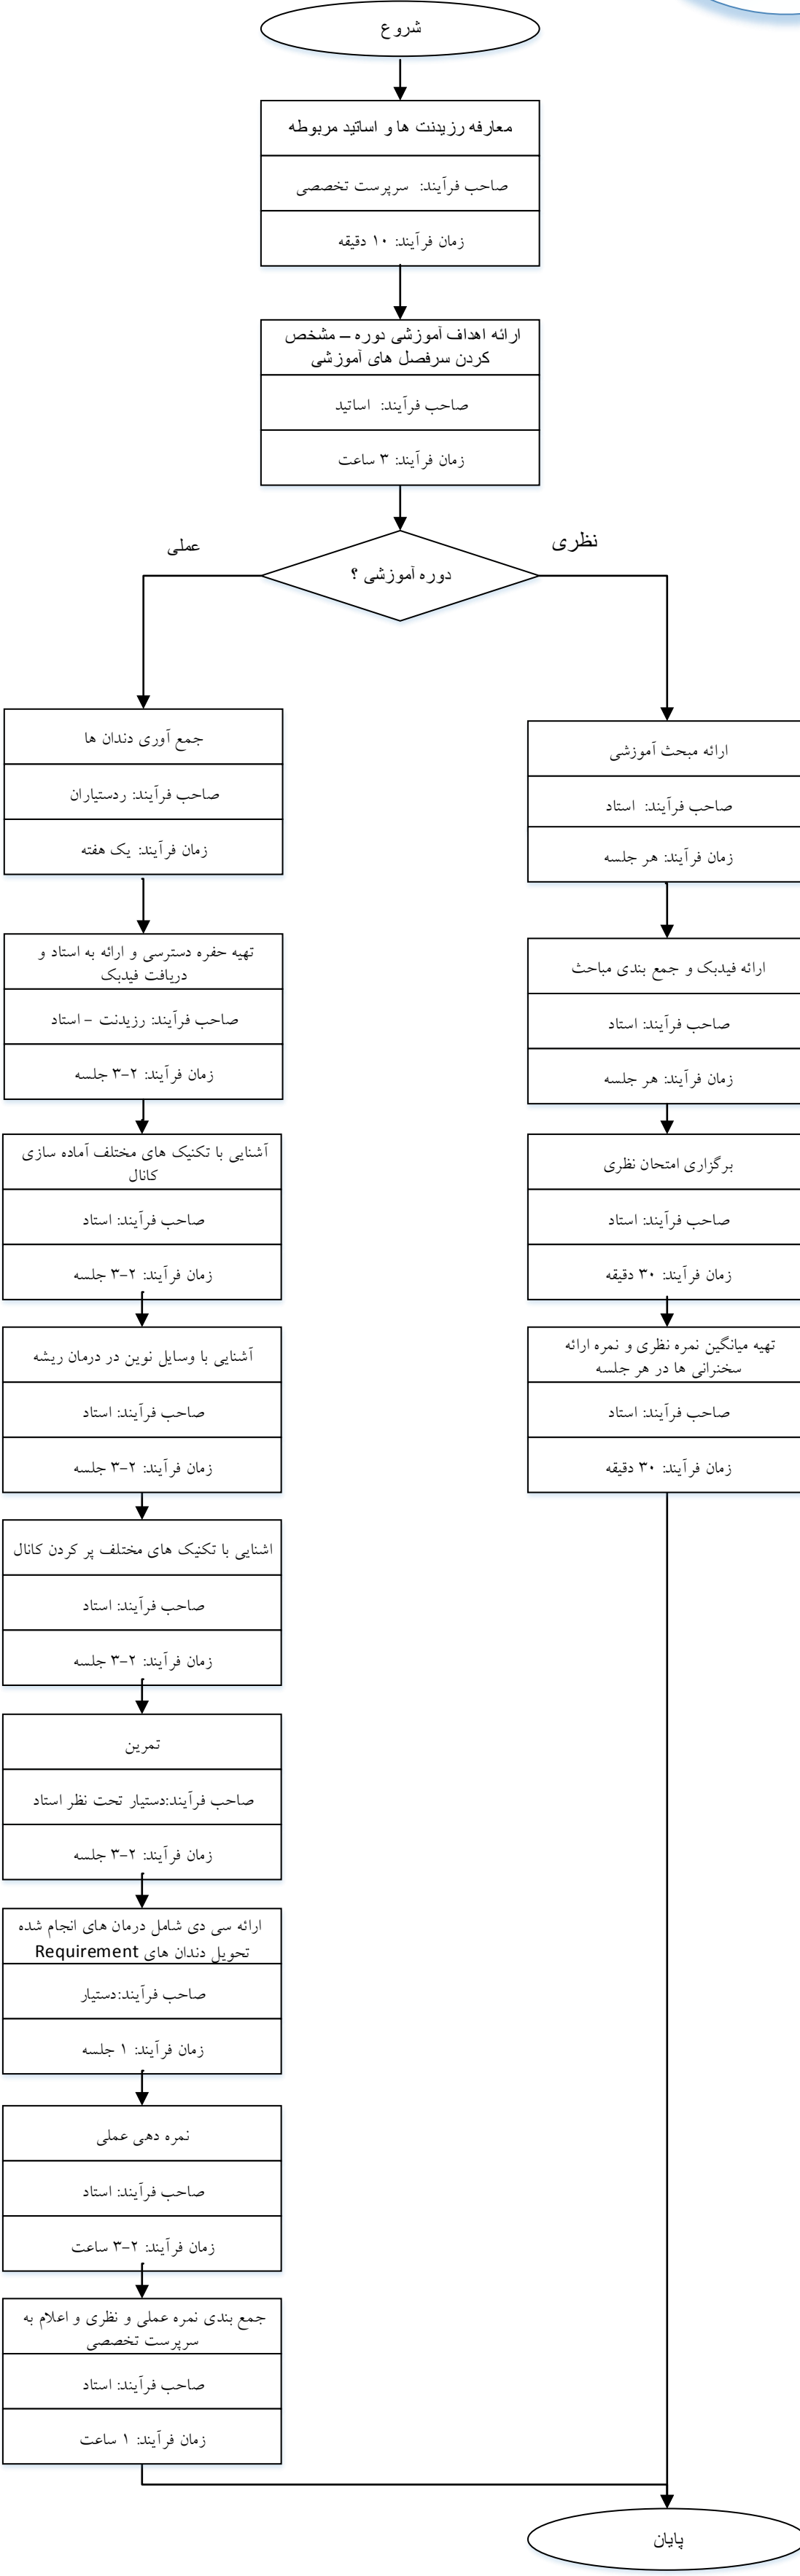 شروع
معارفه رزیدنت ها و اساتید مربوطه
صاحب فرآیند: سرپرست تخصصی
زمان فرآیند: ۱۰ دقیقه
ارائه اهداف آموزشی دوره – مشخص
کردن سرفصل های آموزشی
صاحب فرآیند: اساتید
زمان فرآیند: ۳ ساعت
دوره آموزشی ؟
نظری
ارائه مبحث آموزشی
صاحب فرآیند: استاد
زمان فرآیند: هر جلسه
ارائه فیدبک و جمع بندی مباحث
صاحب فرآیند: استاد
زمان فرآیند: هر جلسه
برگزاری امتحان نظری
صاحب فرآیند: استاد
زمان فرآیند: ۳۰ دقیقه
تهیه میانگین نمره نظری و نمره ارائه
سخنرانی ها در هر جلسه
صاحب فرآیند: استاد
زمان فرآیند: ۳۰ دقیقه
عملی
جمع آوری دندان ها
صاحب فرآیند: ردستیاران
زمان فرآیند: یک هفته
تهیه حفره دسترسی و ارائه به استاد و
دریافت فیدبک
صاحب فرآیند: رزیدنت – استاد
زمان فرآیند: ۲-۳ جلسه
آشنایی با تکنیک های مختلف آماده سازی
کانال
صاحب فرآیند: استاد
زمان فرآیند: ۲-۳ جلسه
آشنایی با وسایل نوین در درمان ریشه
صاحب فرآیند: استاد
زمان فرآیند: ۲-۳ جلسه
اشنایی با تکنیک های مختلف پر کردن کانال
صاحب فرآیند: استاد
زمان فرآیند: ۲-۳ جلسه
تمرین
صاحب فرآیند:دستیار تحت نظر استاد
زمان فرآیند: ۲-۳ جلسه
ارائه سی دی شامل درمان های انجام شده
تحویل دندان های Requirement
صاحب فرآیند:دستیار
زمان فرآیند: ۱ جلسه
نمره دهی عملی
صاحب فرآیند: استاد
زمان فرآیند: ۲-۳ ساعت
جمع بندی نمره عملی و نظری و اعلام به
سرپرست تخصصی
صاحب فرآیند: استاد
زمان فرآیند: ۱ ساعت
پایان